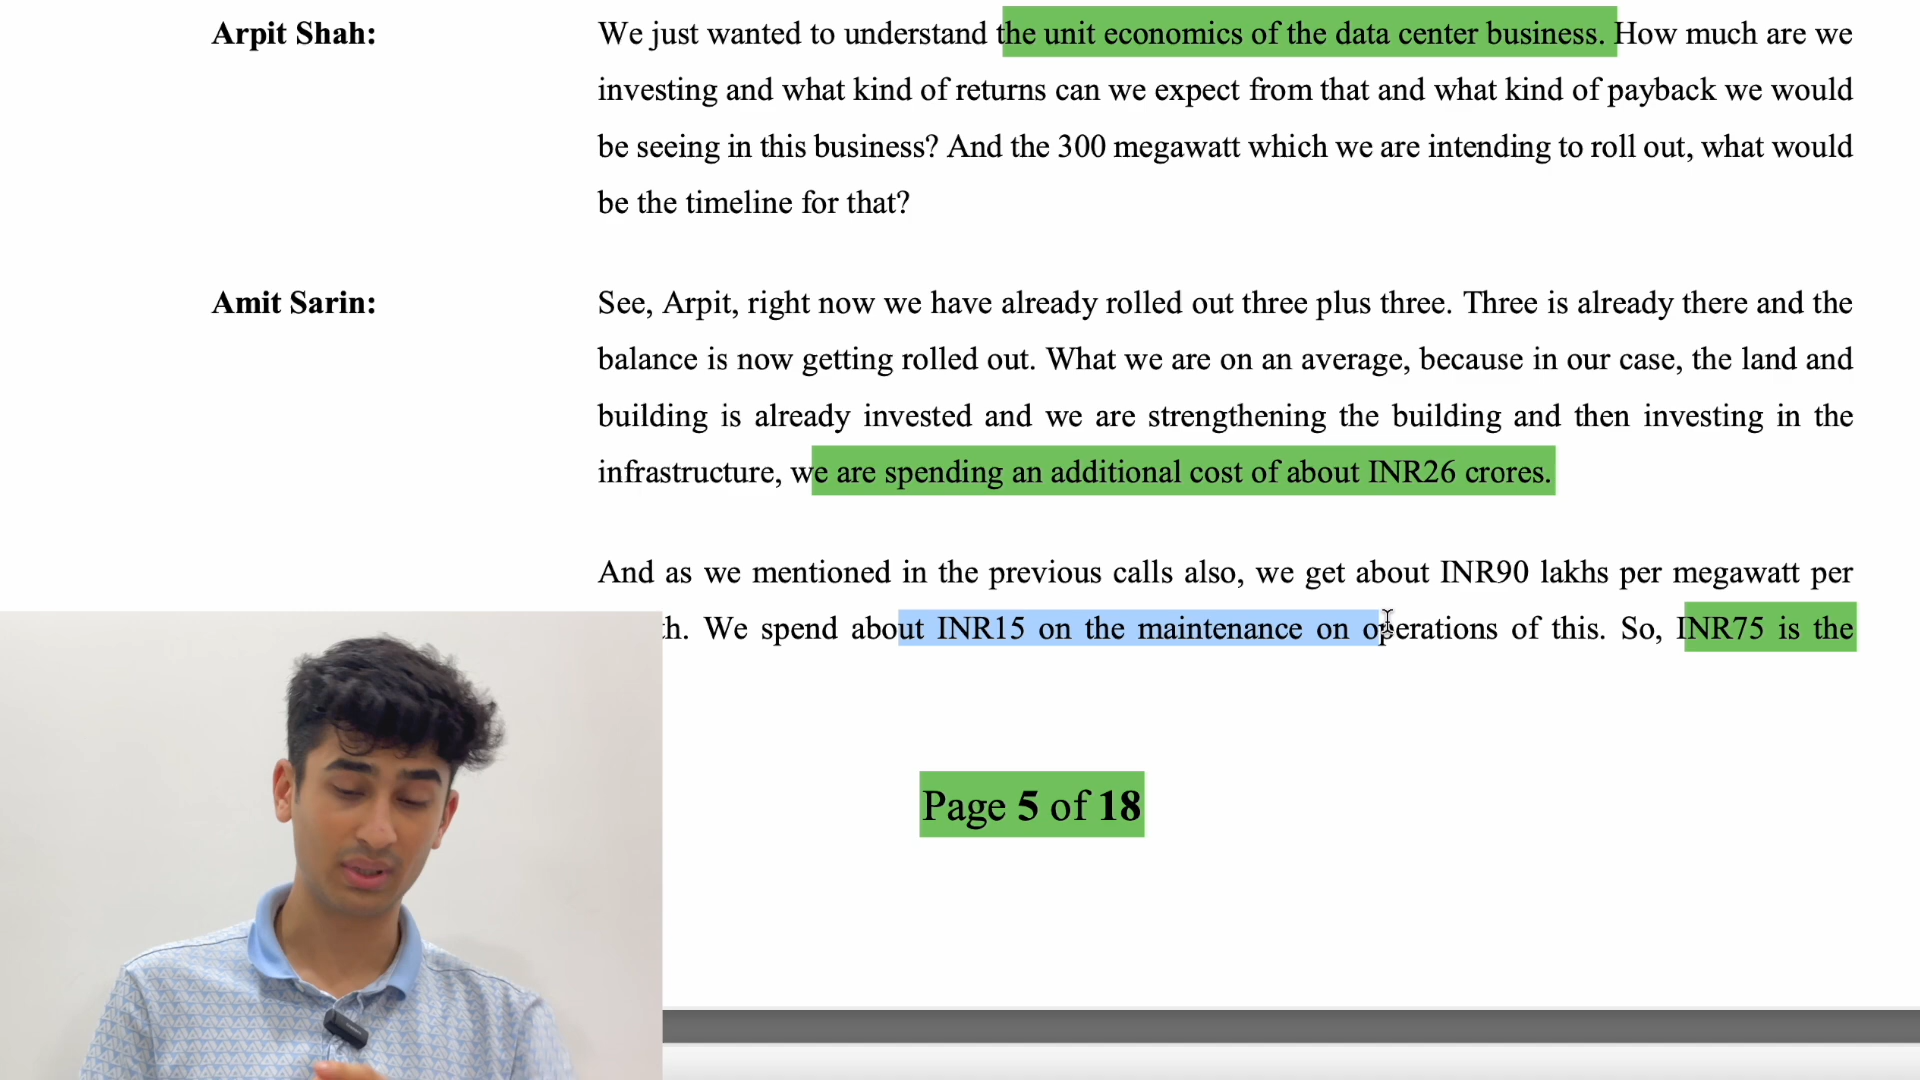 Arpit Shah: We just wanted to understand the unit economics of the data center business. How much are we
investing and what kind of returns can we expect from that and what kind of payback we would
be seeing in this business? And the 300 megawatt which we are intending to roll out, what would
be the timeline for that?
Amit Sarin: See, Arpit, right now we have already rolled out three plus three. Three is already there and the
balance is now getting rolled out. What we are on an average, because in our case, the land and
building is already invested and we are strengthening the building and then investing in the
infrastructure, we are spending an additional cost of about INR26 crores.
And as we mentioned in the previous calls also, we get about INR90 lakhs per megawatt per
th. We spend about INR15 on the maintenance on operations of this. So, INR75 is the
Page 5 of 18